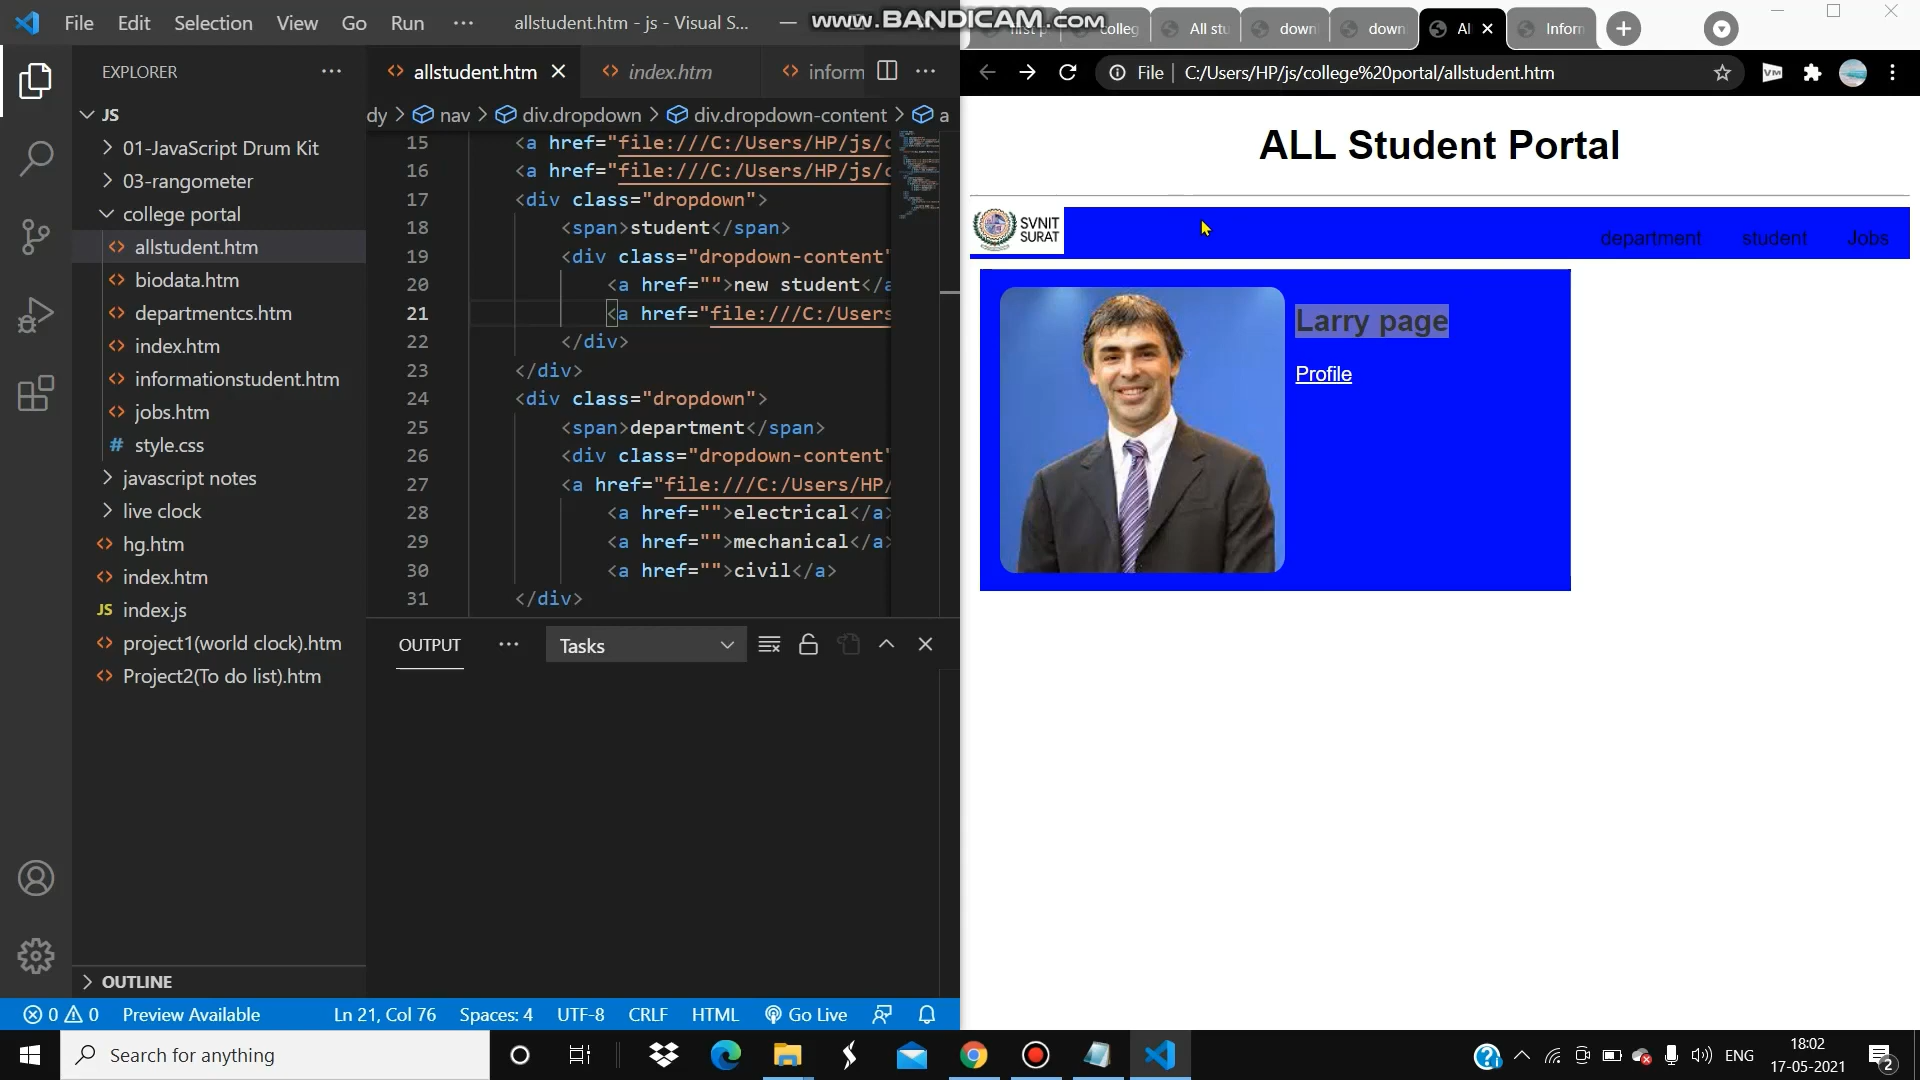 File Edit Selection View Go Run ··· allstudent.htm - js - Visual S...
www.BANDICAM.com
EXPLORER ···
JS
01-JavaScript Drum Kit
03-rangometer
college portal
allstudent.htm
biodata.htm
departmentcs.htm
index.htm
informationstudent.htm
jobs.htm
# style.css
javascript notes
live clock
hg.htm
index.htm
JS index.js
project1(world clock).htm
Project2(To do list).htm
OUTLINE
allstudent.htm index.htm inform ···
dy > nav > div.dropdown > div.dropdown-content > a
15 <a href="file:///C:/Users/HP/js/c
16 <a href="file:///C:/Users/HP/js/c
17 <div class="dropdown">
18 <span>student</span>
19 <div class="dropdown-content"
20 <a href="">new student</a
21 <a href="file:///C:/Users
22 </div>
23 </div>
24 <div class="dropdown">
25 <span>department</span>
26 <div class="dropdown-content"
27 <a href="file:///C:/Users/HP/
28 <a href="">electrical</a>
29 <a href="">mechanical</a>
30 <a href="">civil</a>
31 </div>
OUTPUT ··· Tasks
0 0 Preview Available Ln 21, Col 76 Spaces: 4 UTF-8 CRLF HTML Go Live
colleg All stu down down Al Inform
File C:/Users/HP/js/college%20portal/allstudent.htm
VM
ALL Student Portal
SVNIT
SURAT
department student Jobs
Larry page
Profile
Search for anything
ENG
18:02
17-05-2021
2